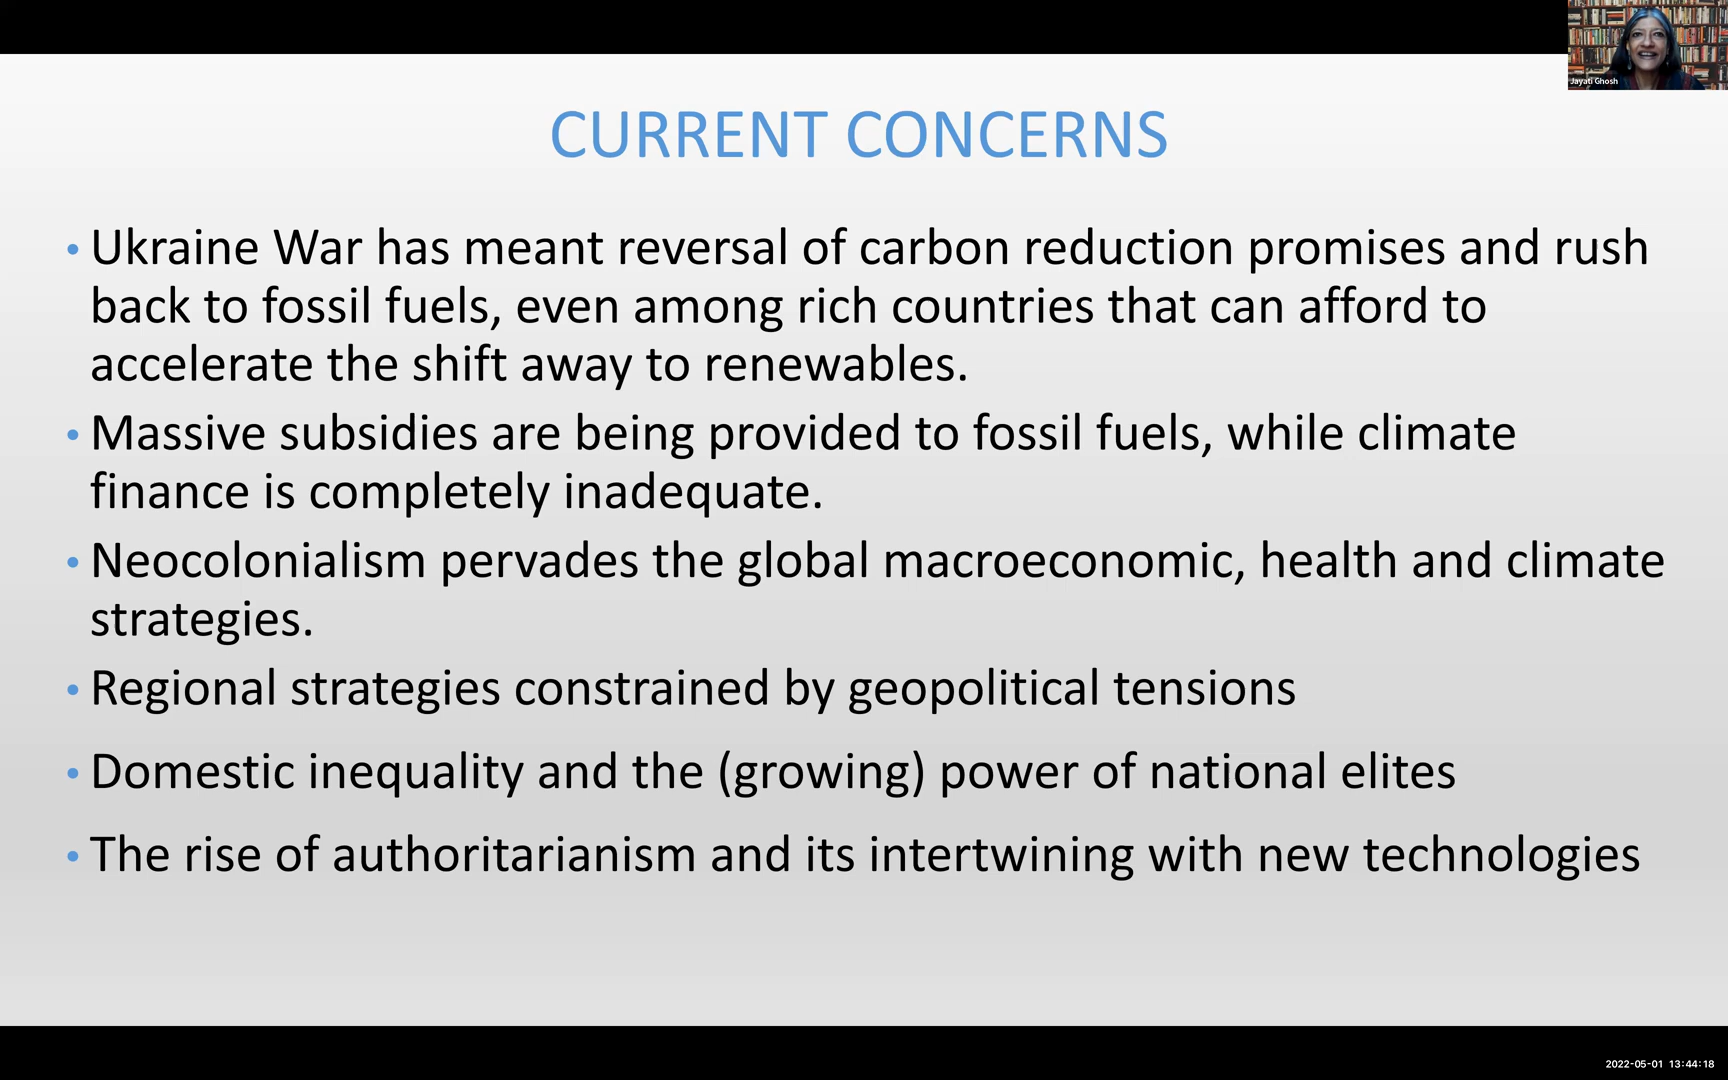 Jayati Ghosh
CURRENT CONCERNS
• Ukraine War has meant reversal of carbon reduction promises and rush
back to fossil fuels, even among rich countries that can afford to
accelerate the shift away to renewables.
• Massive subsidies are being provided to fossil fuels, while climate
finance is completely inadequate.
• Neocolonialism pervades the global macroeconomic, health and climate
strategies.
• Regional strategies constrained by geopolitical tensions
• Domestic inequality and the (growing) power of national elites
• The rise of authoritarianism and its intertwining with new technologies
2022-05-01 13:44:18